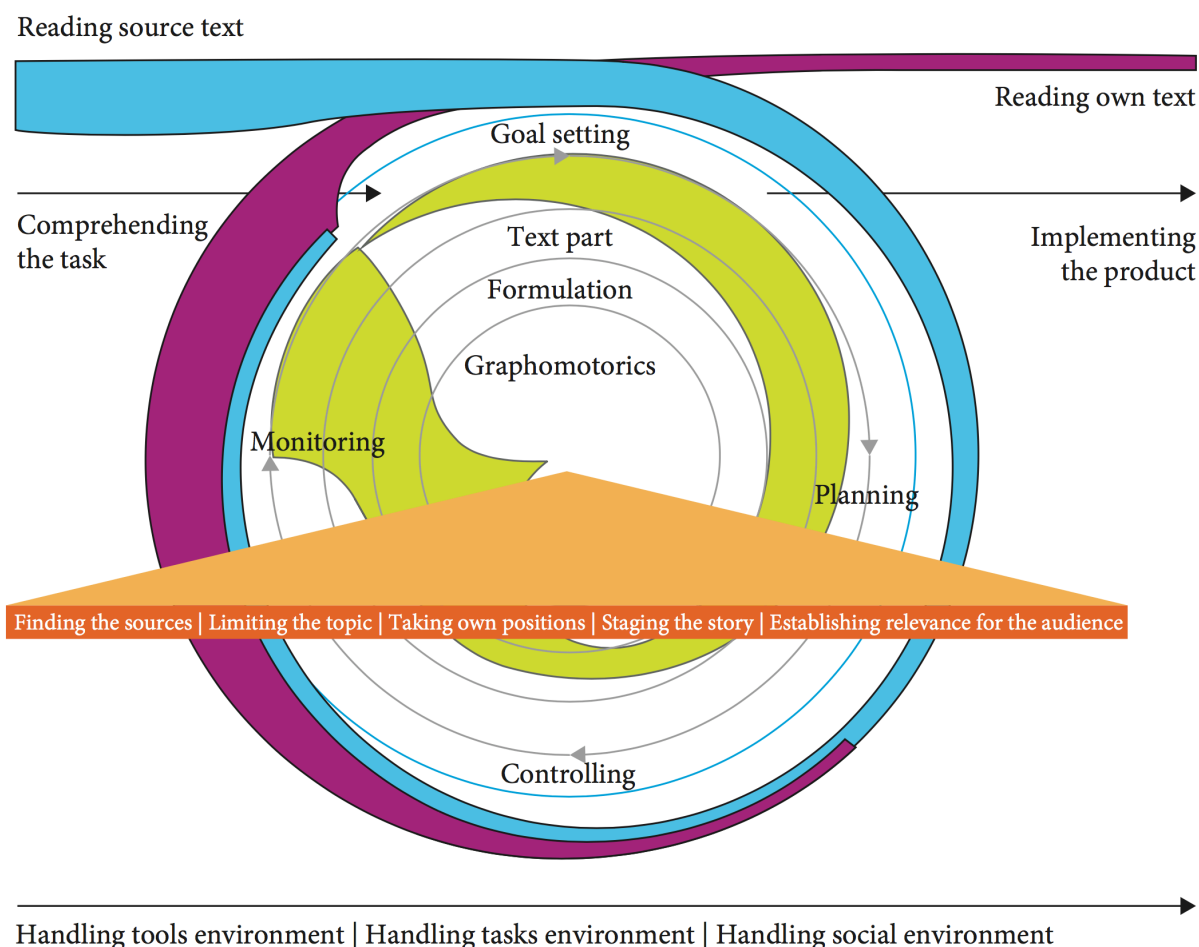 Reading source text
Reading own text
Goal setting
Comprehending
the task
Text part
Implementing
the product
Formulation
Graphomotorics
Monitoring
Planning
Finding the sources | Limiting the topic | Taking own positions | Staging the story | Establishing relevance for the audience
Controlling
Handling tools environment | Handling tasks environment | Handling social environment